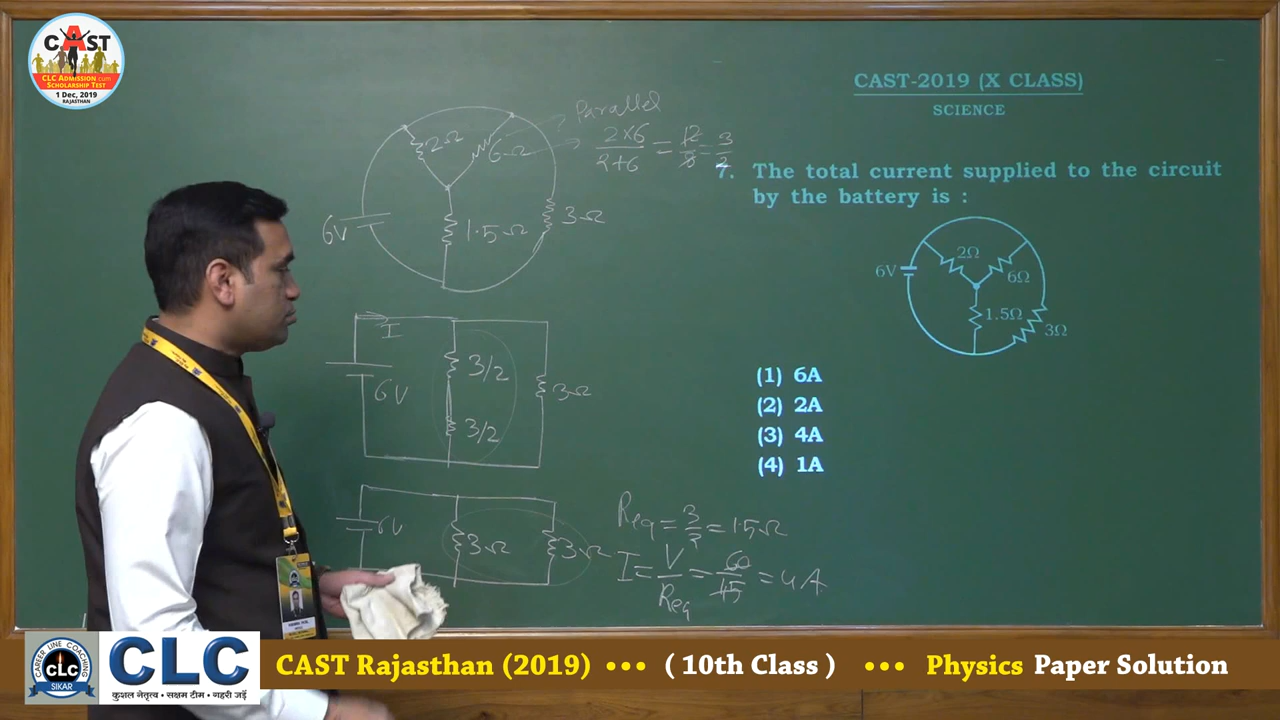 CAST
CLC ADMISSION cum
SCHOLARSHIP TEST
1 Dec, 2019
RAJASTHAN
CAST-2019 (X CLASS)
SCIENCE
7. The total current supplied to the circuit
by the battery is :
2Ω
6V
6Ω
1.5Ω
3Ω
(1) 6A
(2) 2A
(3) 4A
(4) 1A
Parallel
2Ω
6Ω
2×6/2+6 = 12/8 = 3/2
6V
1.5Ω
3Ω
I
3/2
6V
3Ω
3/2
6V
3Ω
3Ω
Req = 3/2 = 1.5Ω
I = V/Req = 60/15 = 4A
CAREER LINE COACHING
CLC
SIKAR
CLC
कुशल नेतृत्व • सक्षम टीम • गहरी जड़ें
CAST Rajasthan (2019) ••• ( 10th Class ) ••• Physics Paper Solution